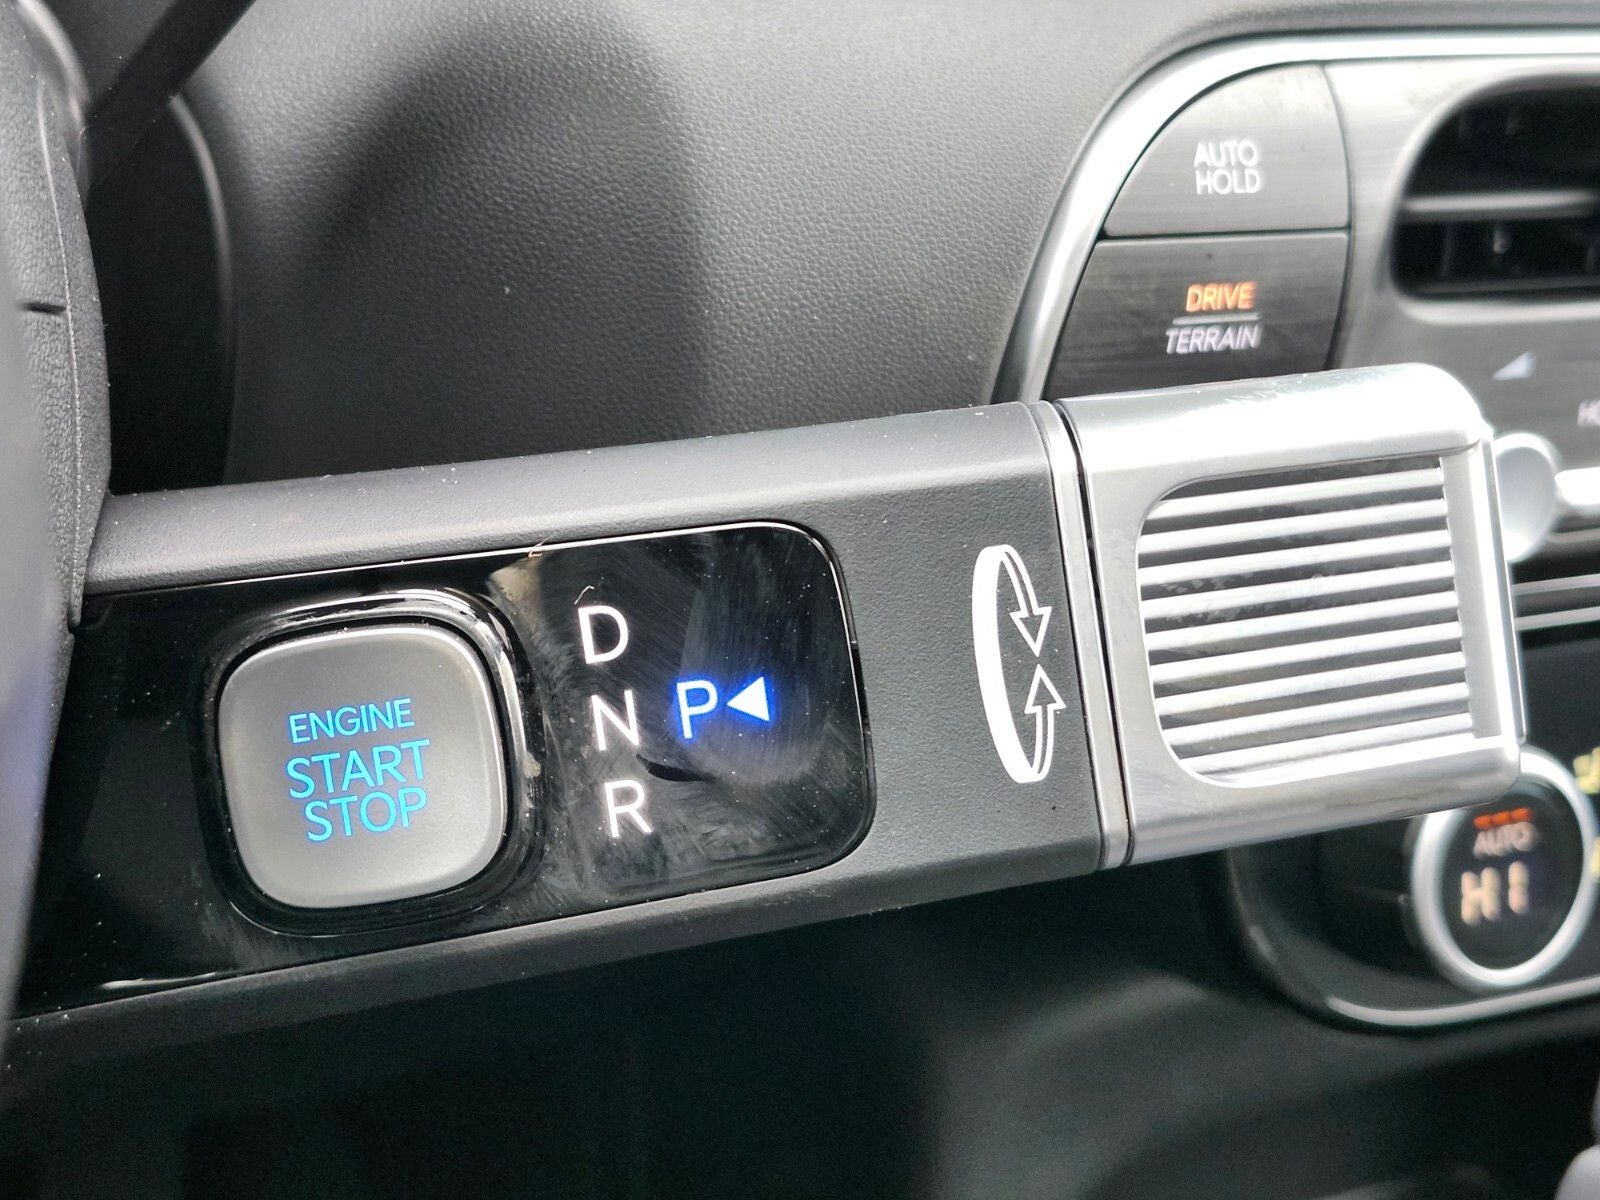 AUTO
HOLD
DRIVE
TERRAIN
ENGINE
START
STOP
D
N
R
P
AUTO
HI